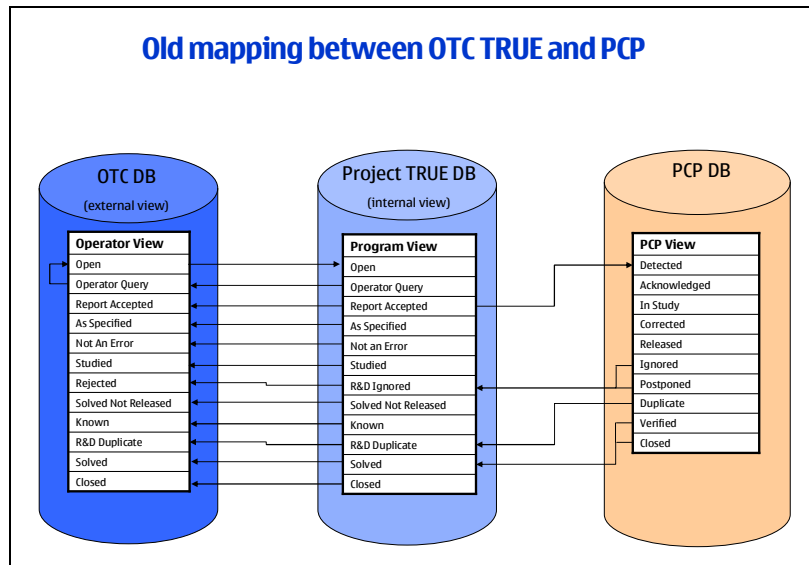 Old mapping between OTC TRUE and PCP
OTC DB
(external view)
Operator View
Open
Operator Query
Report Accepted
As Specified
Not An Error
Studied
Rejected
Solved Not Released
Known
R&D Duplicate
Solved
Closed
Project TRUE DB
(internal view)
Program View
Open
Operator Query
Report Accepted
As Specified
Not an Error
Studied
R&D Ignored
Solved Not Released
Known
R&D Duplicate
Solved
Closed
PCP DB
PCP View
Detected
Acknowledged
In Study
Corrected
Released
Ignored
Postponed
Duplicate
Verified
Closed